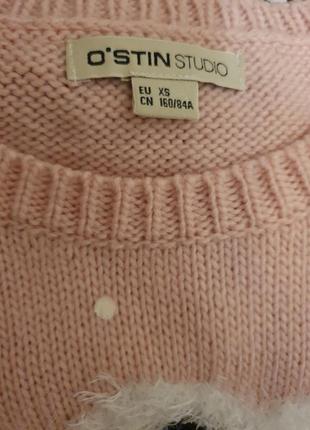 O'STIN STUDIO
EU XS
CN 160/84A